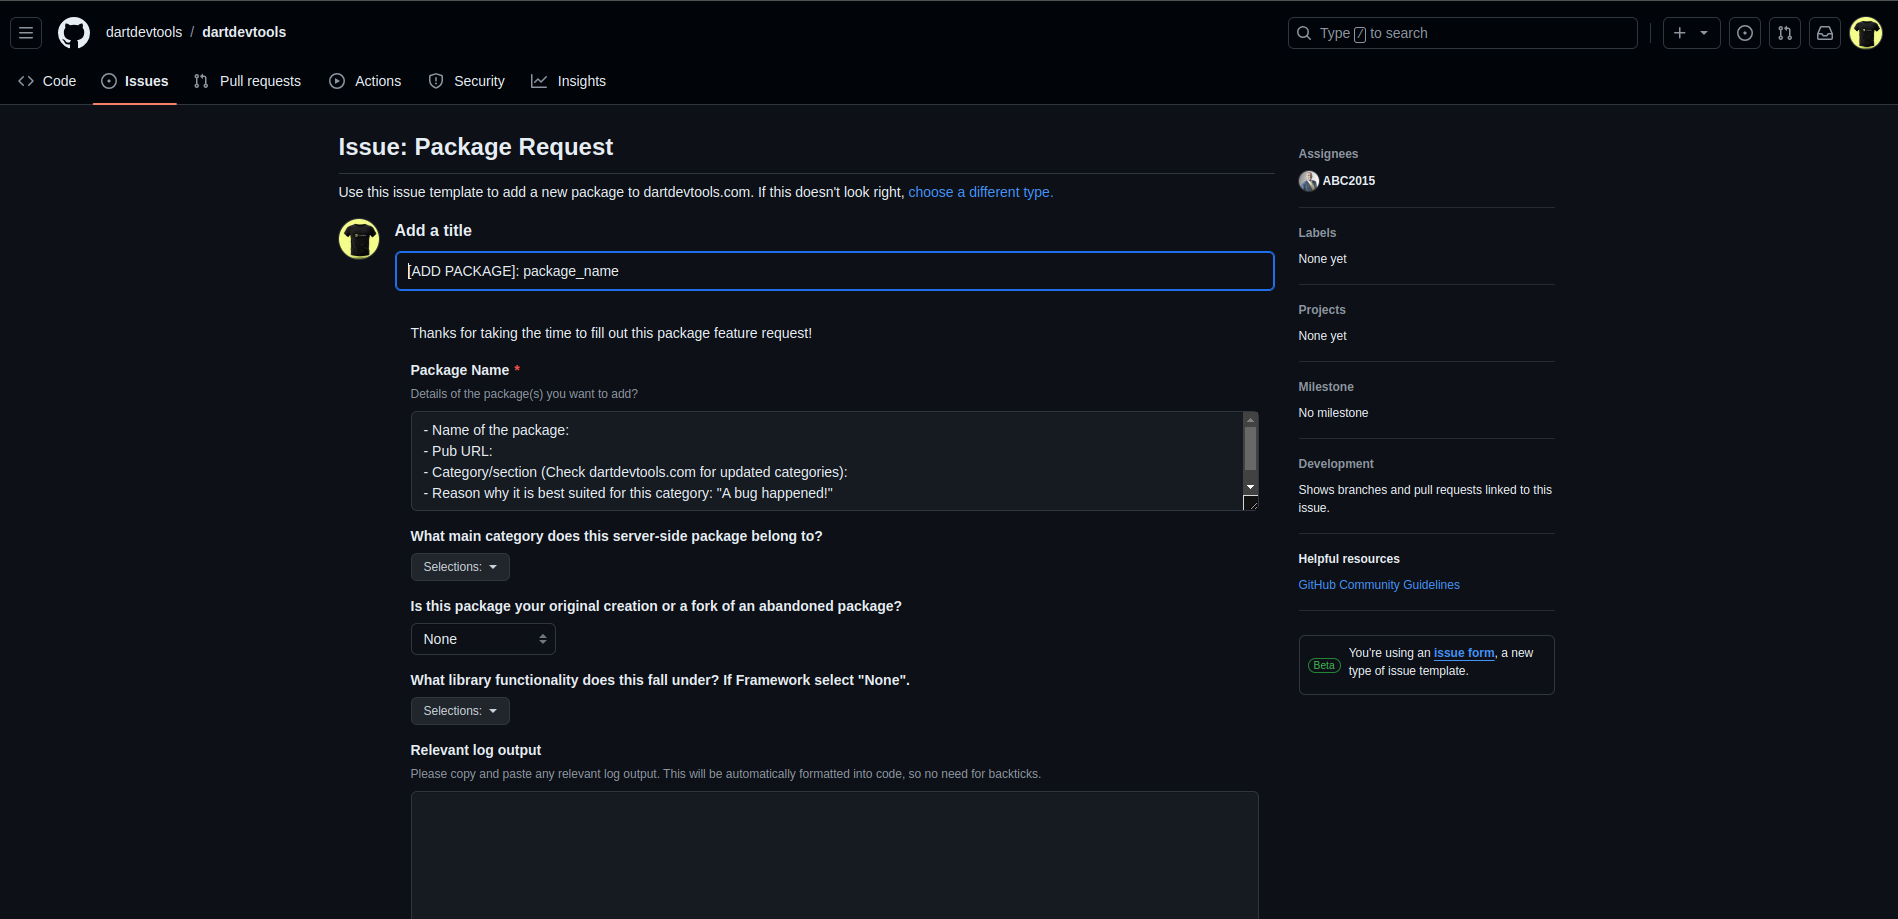 dartdevtools / dartdevtools
Type / to search
Code
Issues
Pull requests
Actions
Security
Insights
Issue: Package Request
Use this issue template to add a new package to dartdevtools.com. If this doesn't look right, choose a different type.
Add a title
[ADD PACKAGE]: package_name
Thanks for taking the time to fill out this package feature request!
Package Name *
Details of the package(s) you want to add?
- Name of the package:
- Pub URL:
- Category/section (Check dartdevtools.com for updated categories):
- Reason why it is best suited for this category: "A bug happened!"
What main category does this server-side package belong to?
Selections:
Is this package your original creation or a fork of an abandoned package?
None
What library functionality does this fall under? If Framework select "None".
Selections:
Relevant log output
Please copy and paste any relevant log output. This will be automatically formatted into code, so no need for backticks.
Assignees
ABC2015
Labels
None yet
Projects
None yet
Milestone
No milestone
Development
Shows branches and pull requests linked to this
issue.
Helpful resources
GitHub Community Guidelines
Beta
You're using an issue form, a new
type of issue template.